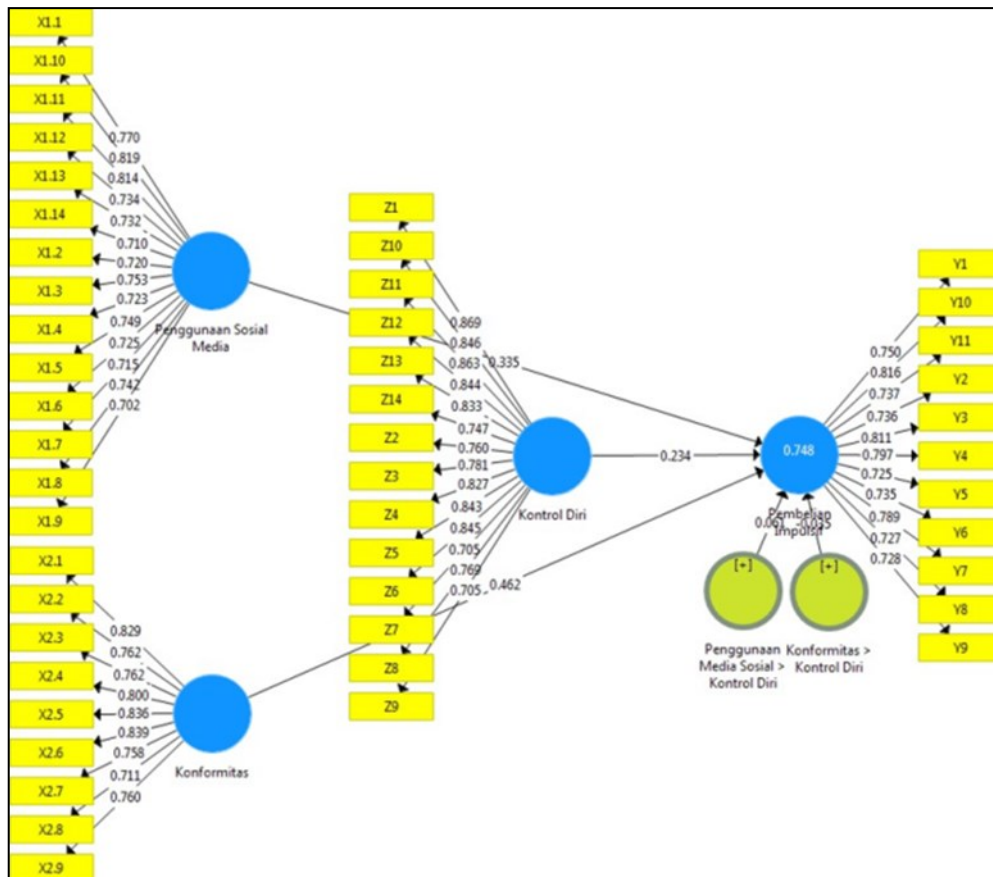 X1.1
X1.10
X1.11
X1.12
X1.13
X1.14
X1.2
X1.3
X1.4
X1.5
X1.6
X1.7
X1.8
X1.9
0.770
0.819
0.814
0.734
0.732
0.710
0.720
0.753
0.723
0.749
0.725
0.715
0.742
0.702
Penggunaan Sosial
Media
X2.1
X2.2
X2.3
X2.4
X2.5
X2.6
X2.7
X2.8
X2.9
0.829
0.762
0.762
0.800
0.836
0.839
0.758
0.711
0.760
Konformitas
Z1
Z10
Z11
Z12
Z13
Z14
Z2
Z3
Z4
Z5
Z6
Z7
Z8
Z9
0.869
0.846
0.863
0.844
0.833
0.747
0.760
0.781
0.827
0.843
0.845
0.705
0.769
0.705
Kontrol Diri
0.335
0.234
0.462
0.748
Pembelian
Impulsif
0.061
-0.035
[+]
[+]
Penggunaan
Media Sosial >
Kontrol Diri
Konformitas >
Kontrol Diri
0.750
0.816
0.737
0.736
0.811
0.797
0.725
0.735
0.789
0.727
0.728
Y1
Y10
Y11
Y2
Y3
Y4
Y5
Y6
Y7
Y8
Y9